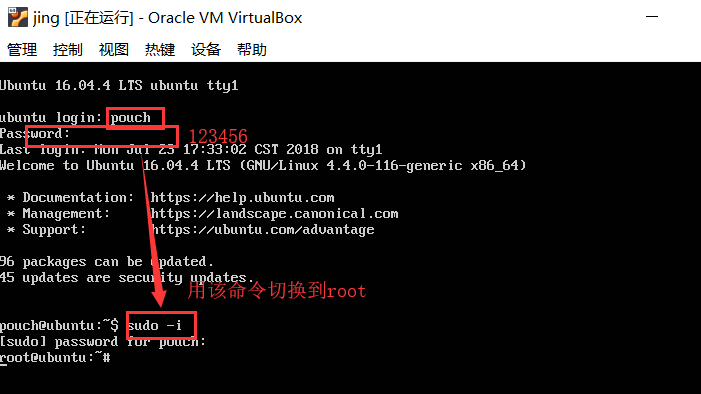 jing [正在运行] - Oracle VM VirtualBox
管理 控制 视图 热键 设备 帮助
Ubuntu 16.04.4 LTS ubuntu tty1
ubuntu login: pouch
Password:
123456
Last login: Mon Jul 23 17:33:02 CST 2018 on tty1
Welcome to Ubuntu 16.04.4 LTS (GNU/Linux 4.4.0-116-generic x86_64)
* Documentation: https://help.ubuntu.com
* Management: https://landscape.canonical.com
* Support: https://ubuntu.com/advantage
96 packages can be updated.
45 updates are security updates.
用该命令切换到root
pouch@ubuntu:~$ sudo -i
[sudo] password for pouch:
root@ubuntu:~#